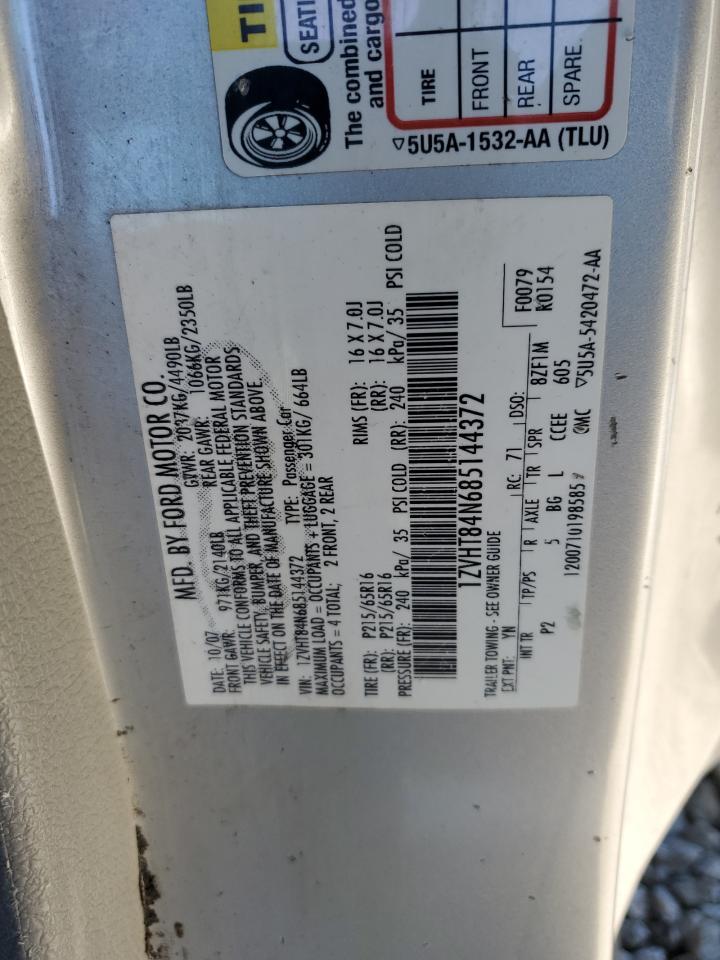 TI
SEATI
The combined
and cargo
TIRE
FRONT
REAR
SPARE
▽5U5A-1532-AA (TLU)
MFD. BY FORD MOTOR CO.
DATE: 10/07 GVWR: 2037KG/4490LB
FRONT GAWR: 971KG/2140LB REAR GAWR: 1066KG/2350LB
THIS VEHICLE CONFORMS TO ALL APPLICABLE FEDERAL MOTOR
VEHICLE SAFETY, BUMPER, AND THEFT PREVENTION STANDARDS
IN EFFECT ON THE DATE OF MANUFACTURE SHOWN ABOVE.
VIN: 1ZVHT84N685144372 TYPE: Passenger Car
MAXIMUM LOAD = OCCUPANTS + LUGGAGE = 301KG/ 664LB
OCCUPANTS = 4 TOTAL; 2 FRONT, 2 REAR
TIRE (FR): P215/65R16 RIMS (FR): 16 X 7.0J
(RR): P215/65R16 (RR): 16 X 7.0J
PRESSURE (FR): 240 kPa/ 35 PSI COLD (RR): 240 kPa/ 35 PSI COLD
1ZVHT84N685144372
TRAILER TOWING - SEE OWNER GUIDE
EXT PNT: YN RC: 71 DSO: F0079
R0154
INT TR TP/PS R AXLE TR SPR 8ZF1M
P2 5 BG L CCEE 605
1200710198585 @MC ▽5U5A-5420472-AA